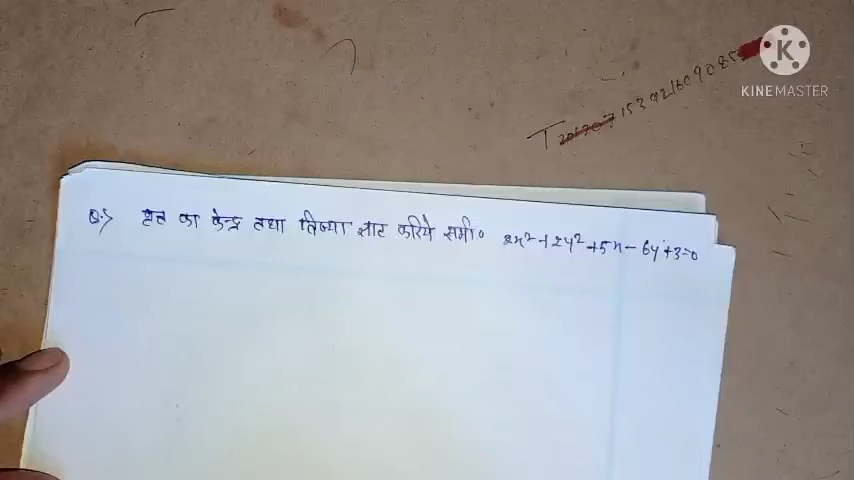 KINEMASTER
Q.> वृत्त का केन्द्र तथा त्रिज्या ज्ञात करिये समी० 2x²+2y²+5x-6y+3=0